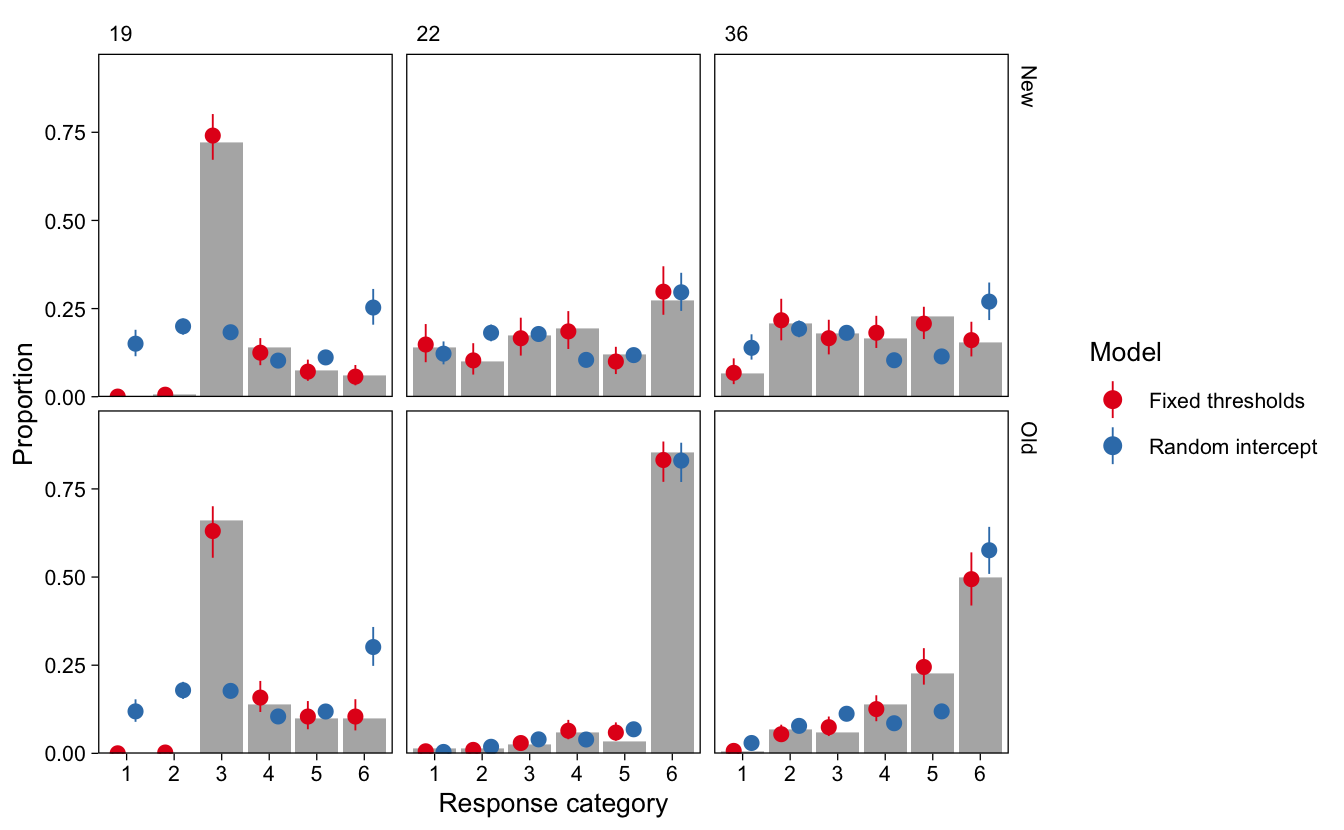 19 22 36
New
0.75
0.50
0.25
0.00
Old
0.75
0.50
0.25
0.00
Proportion
1 2 3 4 5 6 1 2 3 4 5 6 1 2 3 4 5 6
Response category
Model
Fixed thresholds
Random intercept